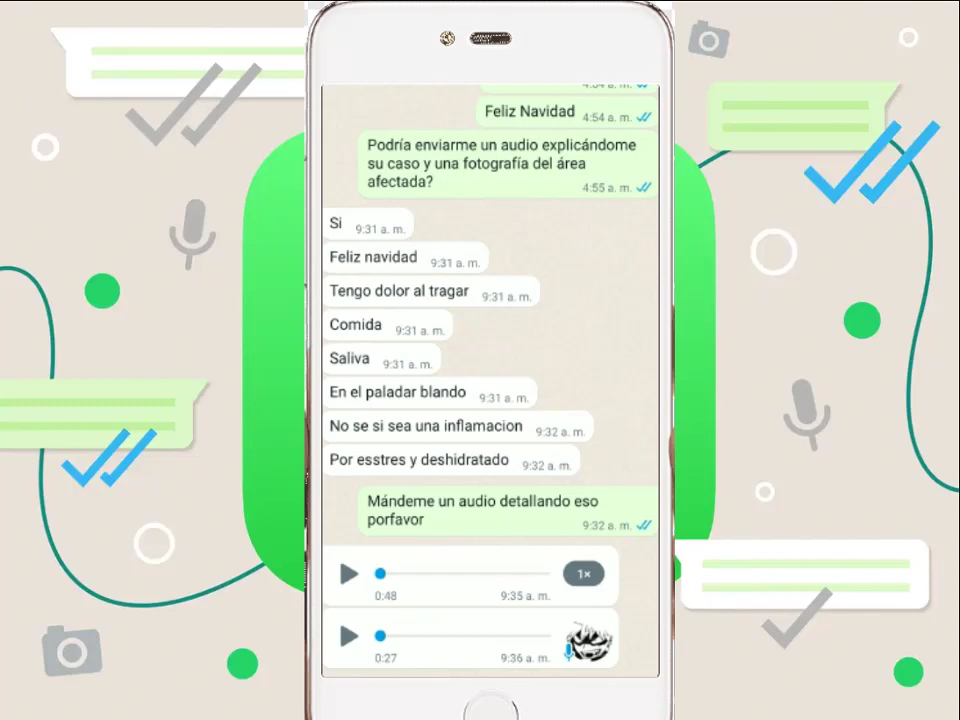 4:54 a. m.
Feliz Navidad 4:54 a. m.
Podría enviarme un audio explicándome
su caso y una fotografía del área
afectada?
4:55 a. m.
Si 9:31 a. m.
Feliz navidad 9:31 a. m.
Tengo dolor al tragar 9:31 a. m.
Comida 9:31 a. m.
Saliva 9:31 a. m.
En el paladar blando 9:31 a. m.
No se si sea una inflamacion 9:32 a. m.
Por esstres y deshidratado 9:32 a. m.
Mándeme un audio detallando eso
porfavor
9:32 a. m.
1×
0:48 9:35 a. m.
0:27 9:36 a. m.